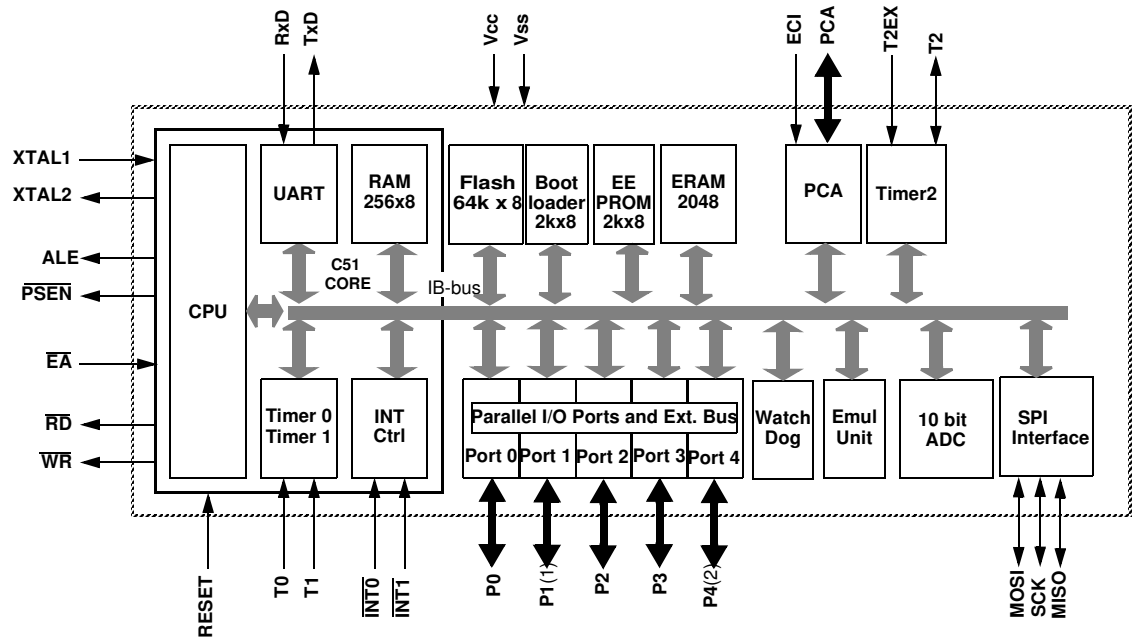 RxD
TxD
Vcc
Vss
ECI
PCA
T2EX
T2
XTAL1
XTAL2
ALE
PSEN
EA
RD
WR
CPU
UART
RAM
256x8
Flash
64k x 8
Boot
loader
2kx8
EE
PROM
2kx8
ERAM
2048
PCA
Timer2
C51
CORE
IB-bus
Timer 0
Timer 1
INT
Ctrl
Parallel I/O Ports and Ext. Bus
Port 0
Port 1
Port 2
Port 3
Port 4
Watch
Dog
Emul
Unit
10 bit
ADC
SPI
Interface
RESET
T0
T1
INT0
INT1
P0
P1(1)
P2
P3
P4(2)
MOSI
SCK
MISO